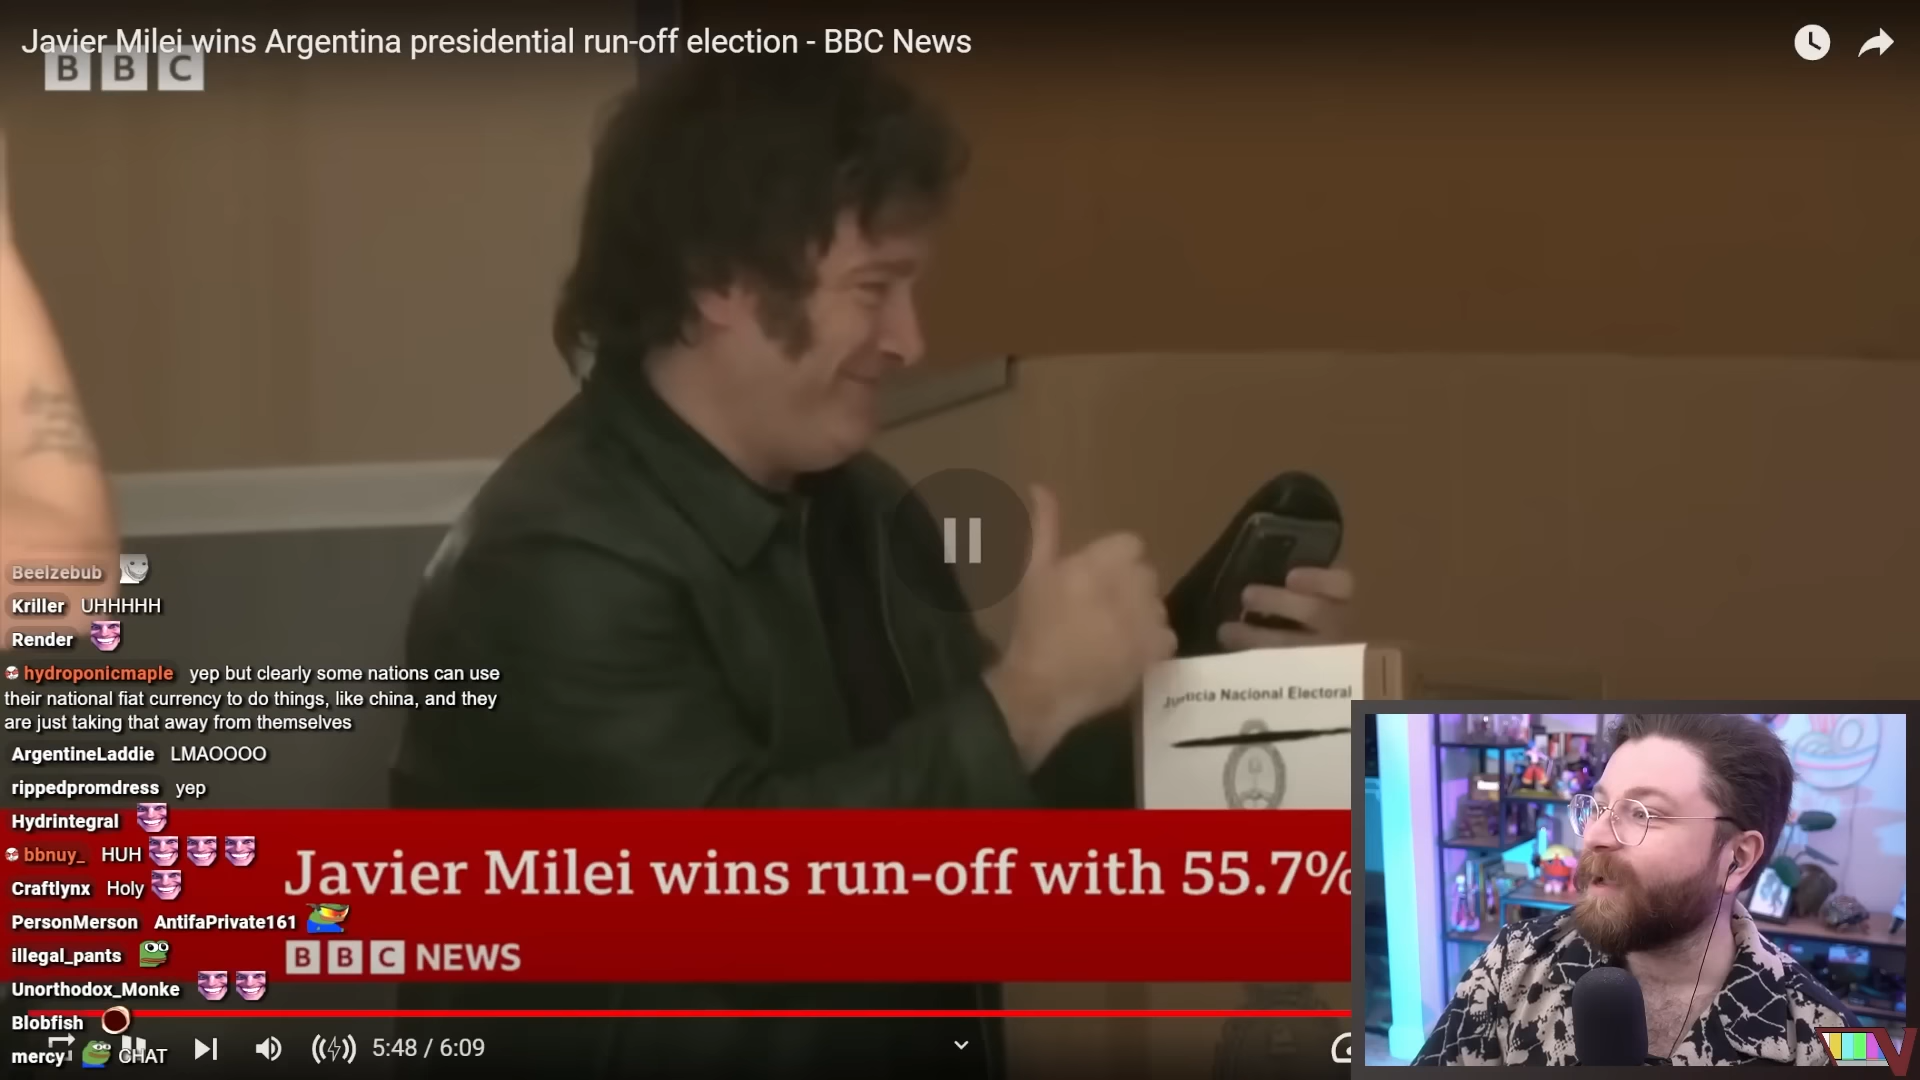 Javier Milei wins Argentina presidential run-off election - BBC News
BBC
Justicia Nacional Electoral
Beelzebub
Kriller UHHHHH
Render
hydroponicmaple yep but clearly some nations can use
their national fiat currency to do things, like china, and they
are just taking that away from themselves
ArgentineLaddie LMAOOOO
rippedpromdress yep
Hydrintegral
bbnuy_ HUH
Craftlynx Holy
PersonMerson AntifaPrivate161
illegal_pants
Unorthodox_Monke
Blobfish
mercy CHAT
Javier Milei wins run-off with 55.7%
BBC NEWS
5:48 / 6:09